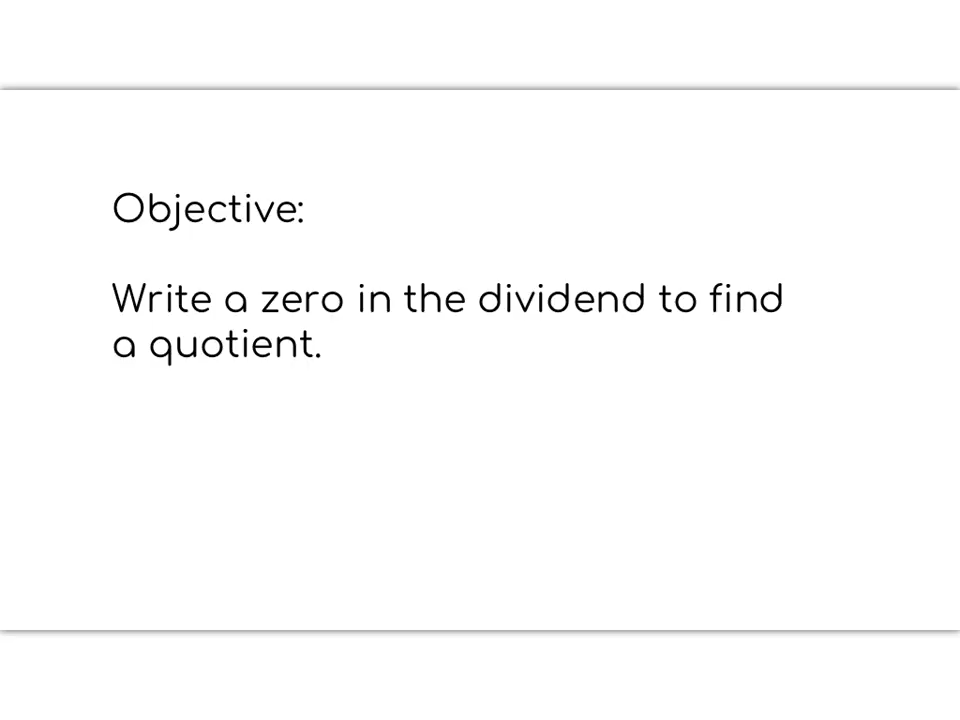 Objective:
Write a zero in the dividend to find
a quotient.